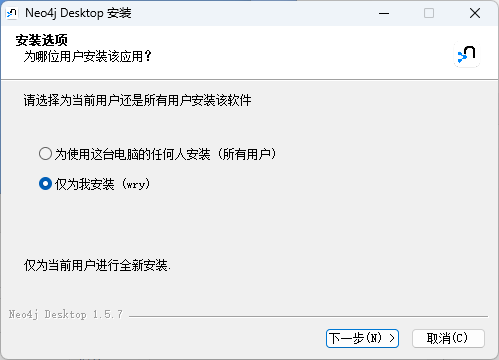 Neo4j Desktop 安装
安装选项
为哪位用户安装该应用？
请选择为当前用户还是所有用户安装该软件
为使用这台电脑的任何人安装 (所有用户)
仅为我安装 (wry)
仅为当前用户进行全新安装.
Neo4j Desktop 1.5.7
下一步(N) >
取消(C)